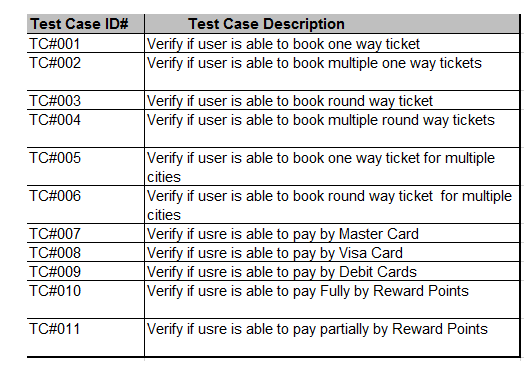 Test Case ID# Test Case Description
TC#001 Verify if user is able to book one way ticket
TC#002 Verify if user is able to book multiple one way tickets
TC#003 Verify if user is able to book round way ticket
TC#004 Verify if user is able to book multiple round way tickets
TC#005 Verify if user is able to book one way ticket for multiple
cities
TC#006 Verify if user is able to book round way ticket  for multiple
cities
TC#007 Verify if usre is able to pay by Master Card
TC#008 Verify if usre is able to pay by Visa Card
TC#009 Verify if usre is able to pay by Debit Cards
TC#010 Verify if usre is able to pay Fully by Reward Points
TC#011 Verify if usre is able to pay partially by Reward Points